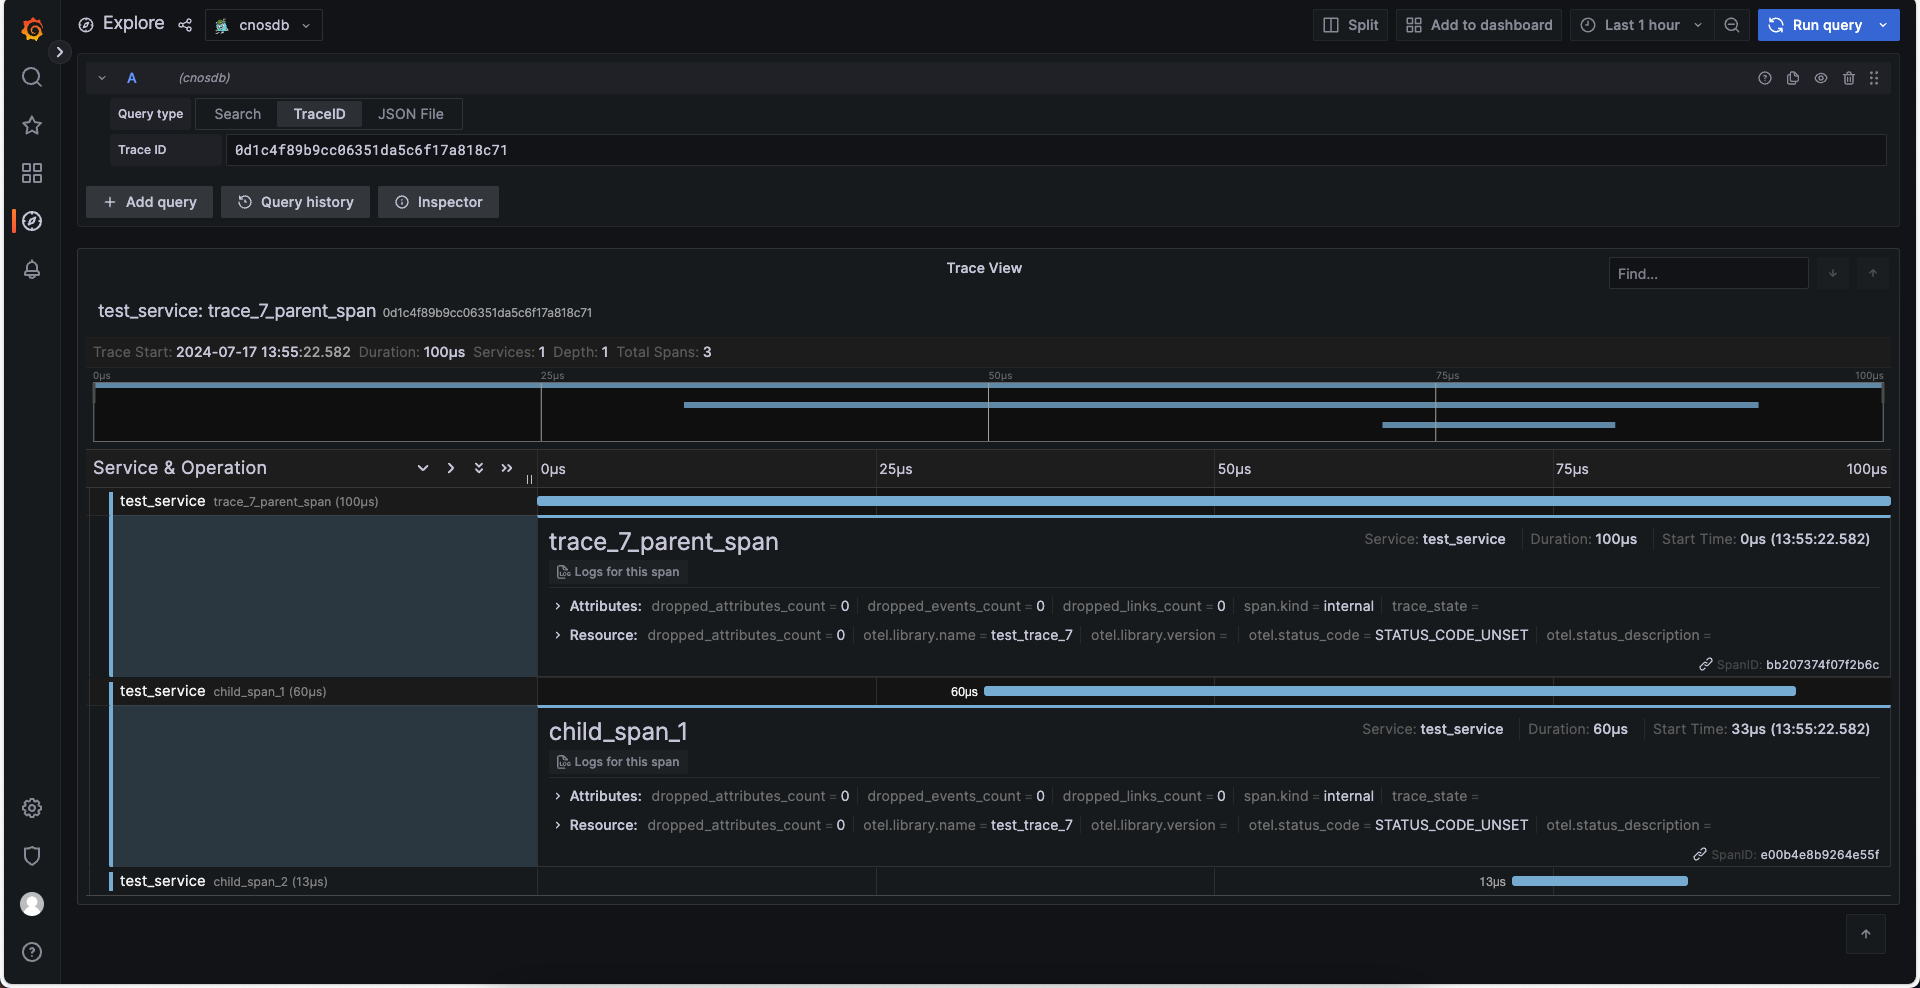 Explore cnosdb Split Add to dashboard Last 1 hour Run query
A (cnosdb)
Query type Search TraceID JSON File
Trace ID 0d1c4f89b9cc06351da5c6f17a818c71
Add query Query history Inspector
Trace View Find...
test_service: trace_7_parent_span 0d1c4f89b9cc06351da5c6f17a818c71
Trace Start: 2024-07-17 13:55:22.582 Duration: 100μs Services: 1 Depth: 1 Total Spans: 3
0μs 25μs 50μs 75μs 100μs
Service & Operation 0μs 25μs 50μs 75μs 100μs
test_service trace_7_parent_span (100μs)
trace_7_parent_span Service: test_service Duration: 100μs Start Time: 0μs (13:55:22.582)
Logs for this span
Attributes: dropped_attributes_count = 0 dropped_events_count = 0 dropped_links_count = 0 span.kind = internal trace_state =
Resource: dropped_attributes_count = 0 otel.library.name = test_trace_7 otel.library.version = otel.status_code = STATUS_CODE_UNSET otel.status_description =
SpanID: bb207374f07f2b6c
test_service child_span_1 (60μs) 60μs
child_span_1 Service: test_service Duration: 60μs Start Time: 33μs (13:55:22.582)
Logs for this span
Attributes: dropped_attributes_count = 0 dropped_events_count = 0 dropped_links_count = 0 span.kind = internal trace_state =
Resource: dropped_attributes_count = 0 otel.library.name = test_trace_7 otel.library.version = otel.status_code = STATUS_CODE_UNSET otel.status_description =
SpanID: e00b4e8b9264e55f
test_service child_span_2 (13μs) 13μs